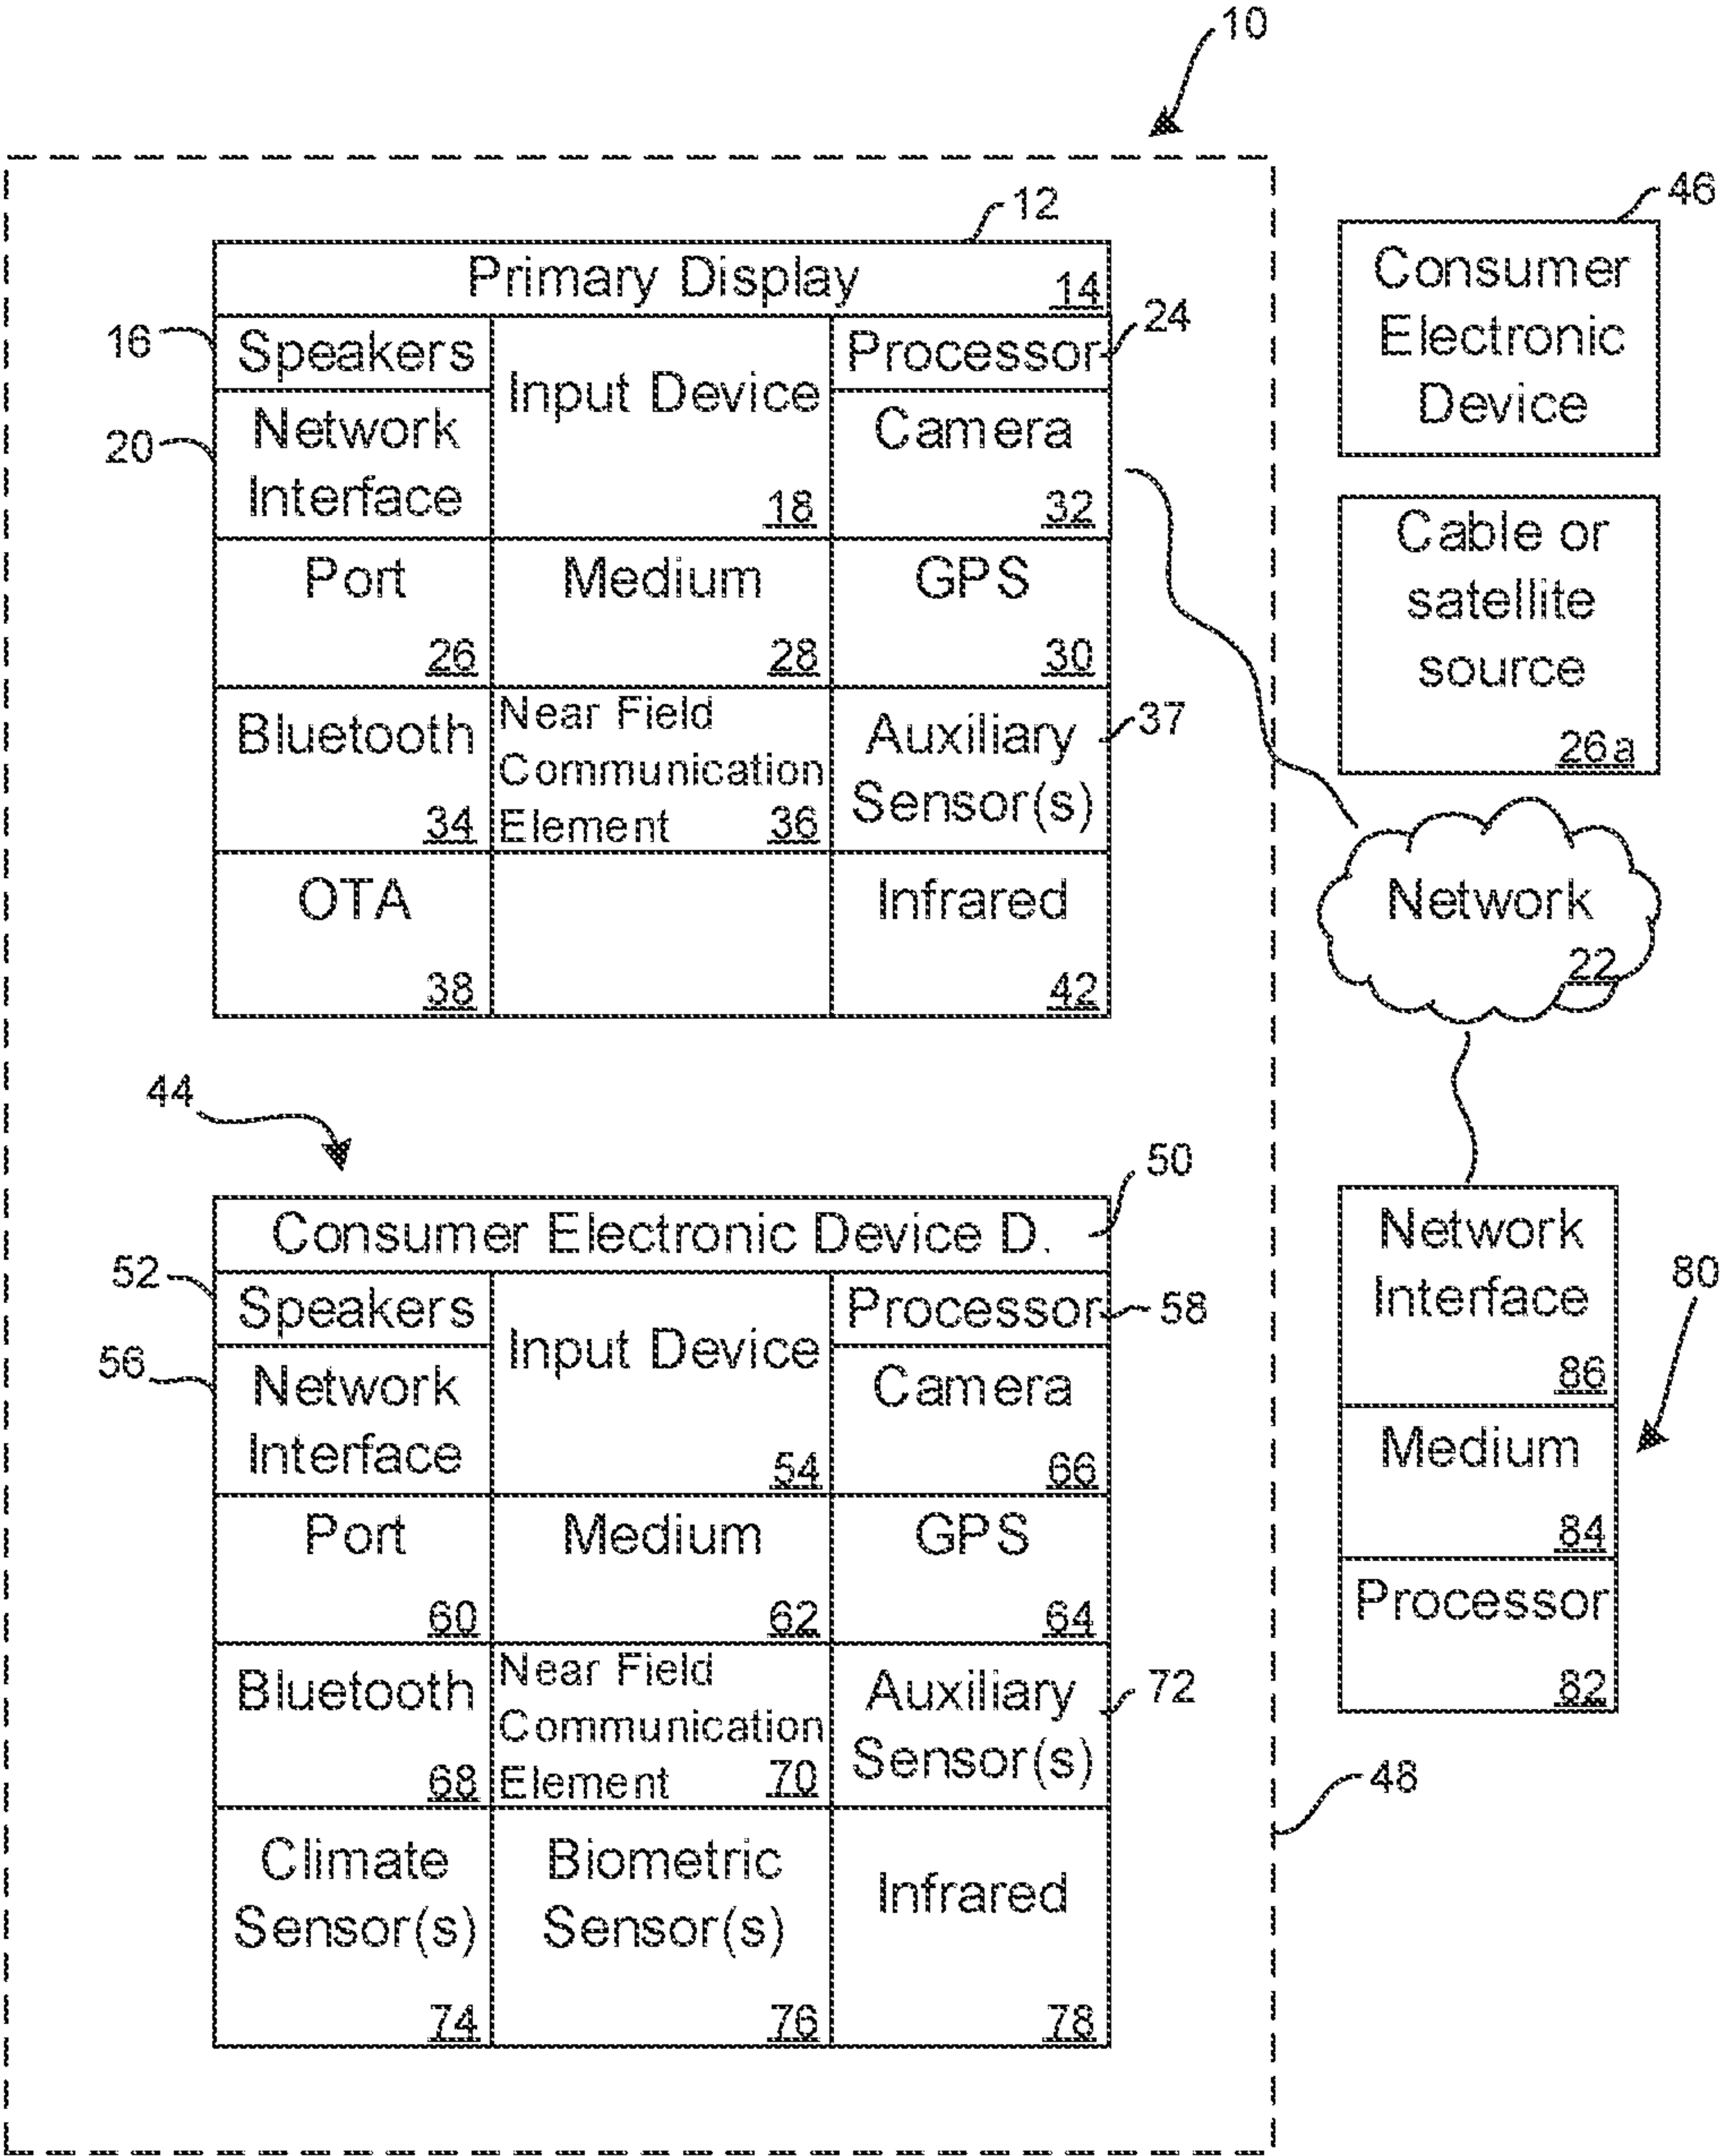 10
12
Primary Display 14
16
Speakers
Input Device
18
Processor
24
20
Network
Interface
Camera
32
Port
26
Medium
28
GPS
30
Bluetooth
34
Near Field
Communication
Element 36
Auxiliary
Sensor(s)
37
OTA
38
Infrared
42
46
Consumer
Electronic
Device
Cable or
satellite
source
26a
Network
22
44
50
Consumer Electronic Device D.
52
Speakers
Input Device
54
Processor
58
56
Network
Interface
Camera
66
Port
60
Medium
62
GPS
64
Bluetooth
68
Near Field
Communication
Element 70
Auxiliary
Sensor(s)
72
Climate
Sensor(s)
74
Biometric
Sensor(s)
76
Infrared
78
Network
Interface
86
80
Medium
84
Processor
82
48